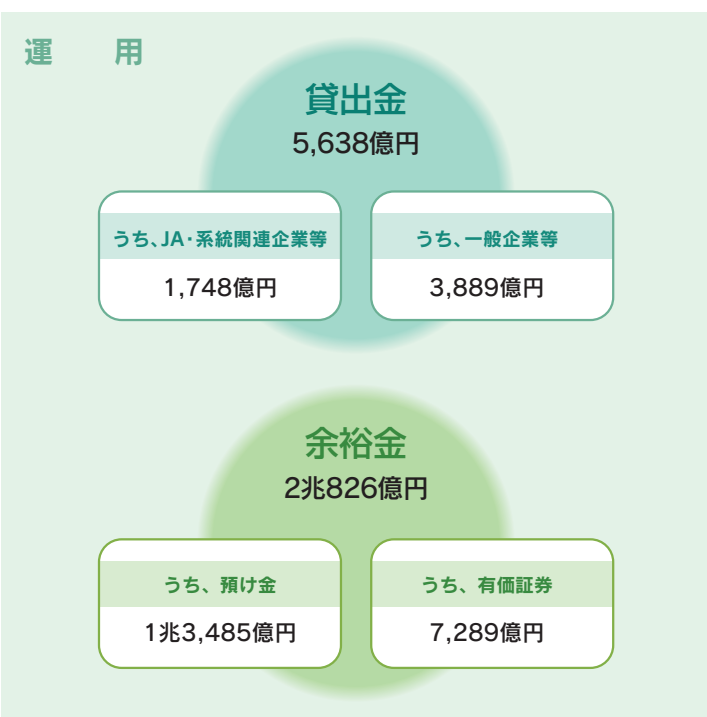 運 用
貸出金
5,638億円
うち、JA・系統関連企業等
1,748億円
うち、一般企業等
3,889億円
余裕金
2兆826億円
うち、預け金
1兆3,485億円
うち、有価証券
7,289億円